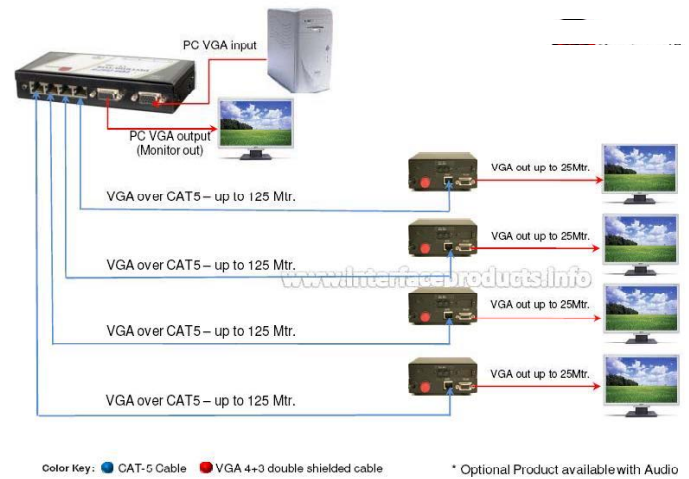 PC VGA input
PC VGA output
(Monitor out)
VGA over CAT5 – up to 125 Mtr.
VGA out up to 25Mtr.
VGA over CAT5 – up to 125 Mtr.
VGA out up to 25Mtr.
www.interfaceproducts.info
VGA over CAT5 – up to 125 Mtr.
VGA out up to 25Mtr.
VGA over CAT5 – up to 125 Mtr.
VGA out up to 25Mtr.
Color Key: CAT-5 Cable VGA 4+3 double shielded cable
* Optional Product available with Audio